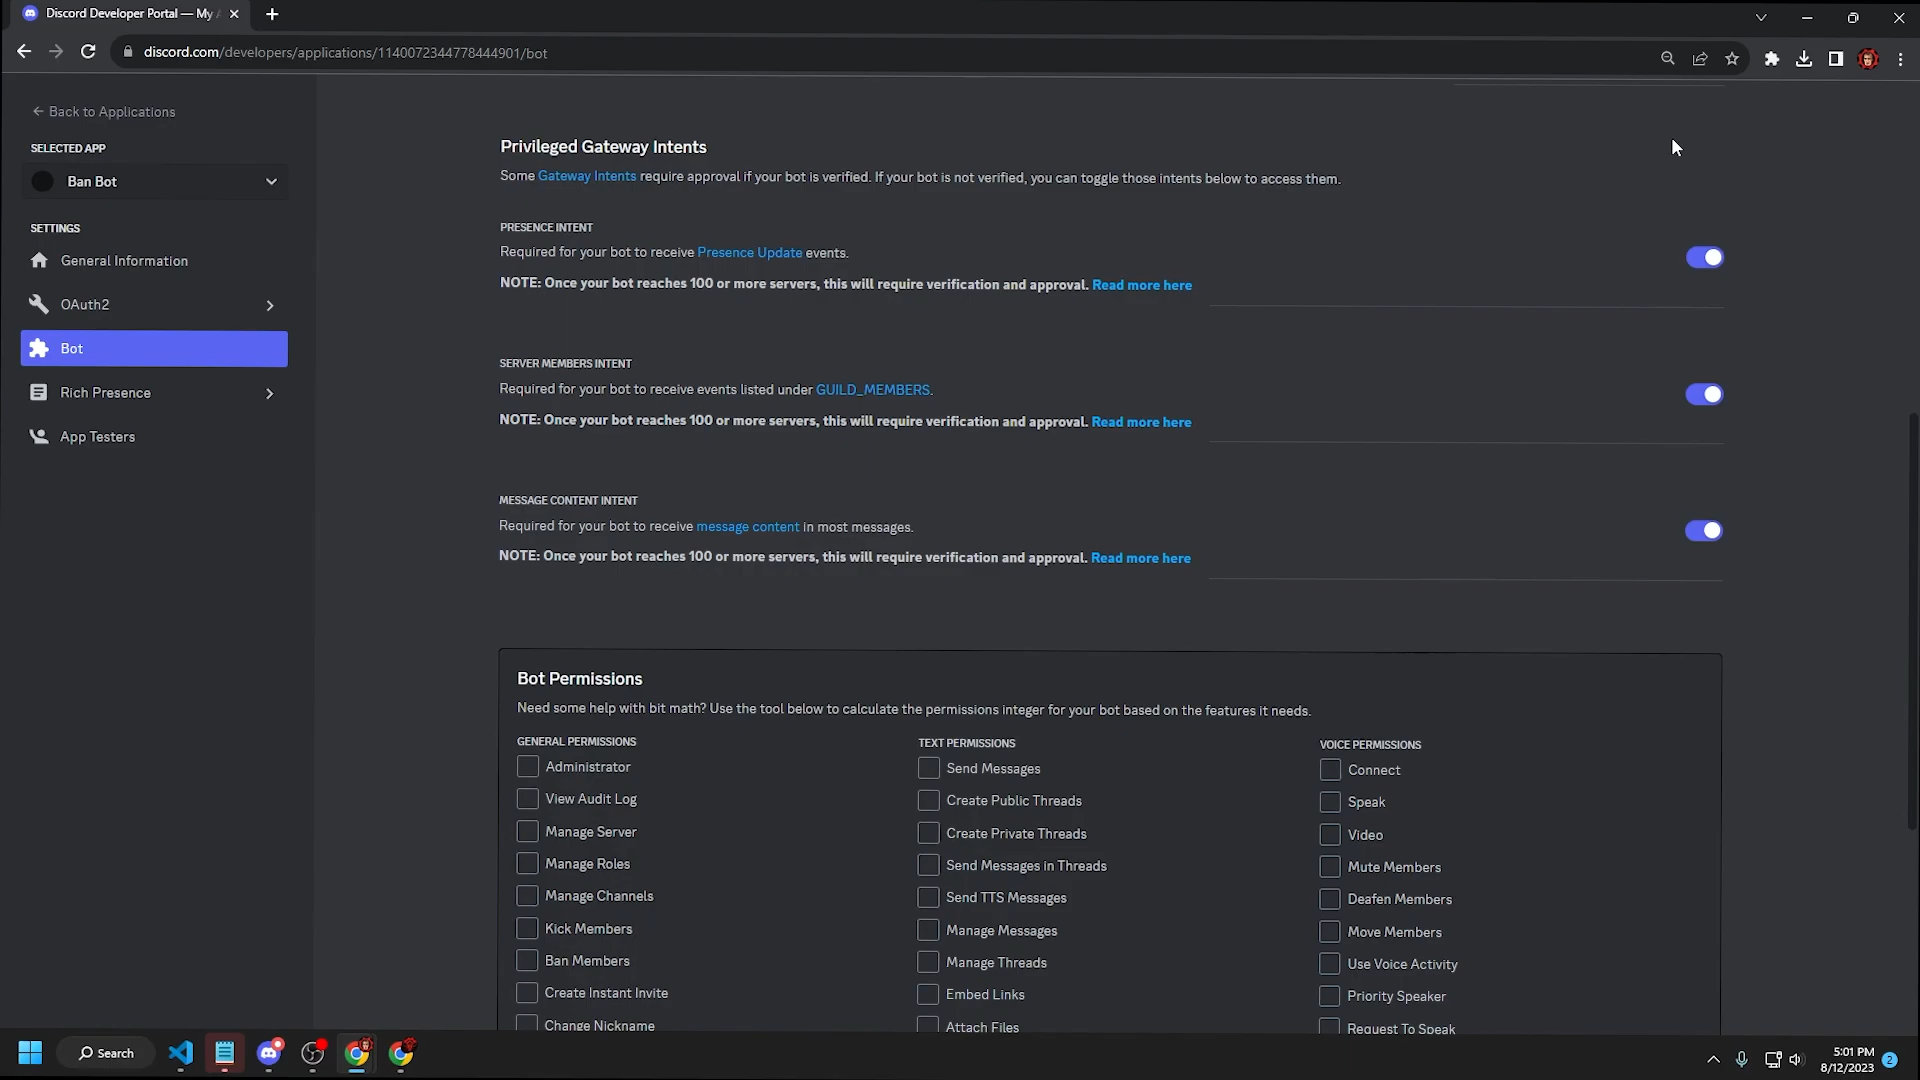 Discord Developer Portal — My A
discord.com/developers/applications/1140072344778444901/bot
Back to Applications
SELECTED APP
Ban Bot
SETTINGS
General Information
OAuth2
Bot
Rich Presence
App Testers
Privileged Gateway Intents
Some Gateway Intents require approval if your bot is verified. If your bot is not verified, you can toggle those intents below to access them.
PRESENCE INTENT
Required for your bot to receive Presence Update events.
NOTE: Once your bot reaches 100 or more servers, this will require verification and approval. Read more here
SERVER MEMBERS INTENT
Required for your bot to receive events listed under GUILD_MEMBERS.
NOTE: Once your bot reaches 100 or more servers, this will require verification and approval. Read more here
MESSAGE CONTENT INTENT
Required for your bot to receive message content in most messages.
NOTE: Once your bot reaches 100 or more servers, this will require verification and approval. Read more here
Bot Permissions
Need some help with bit math? Use the tool below to calculate the permissions integer for your bot based on the features it needs.
GENERAL PERMISSIONS
Administrator
View Audit Log
Manage Server
Manage Roles
Manage Channels
Kick Members
Ban Members
Create Instant Invite
Change Nickname
TEXT PERMISSIONS
Send Messages
Create Public Threads
Create Private Threads
Send Messages in Threads
Send TTS Messages
Manage Messages
Manage Threads
Embed Links
Attach Files
VOICE PERMISSIONS
Connect
Speak
Video
Mute Members
Deafen Members
Move Members
Use Voice Activity
Priority Speaker
Request To Speak
Search
5:01 PM
8/12/2023
2